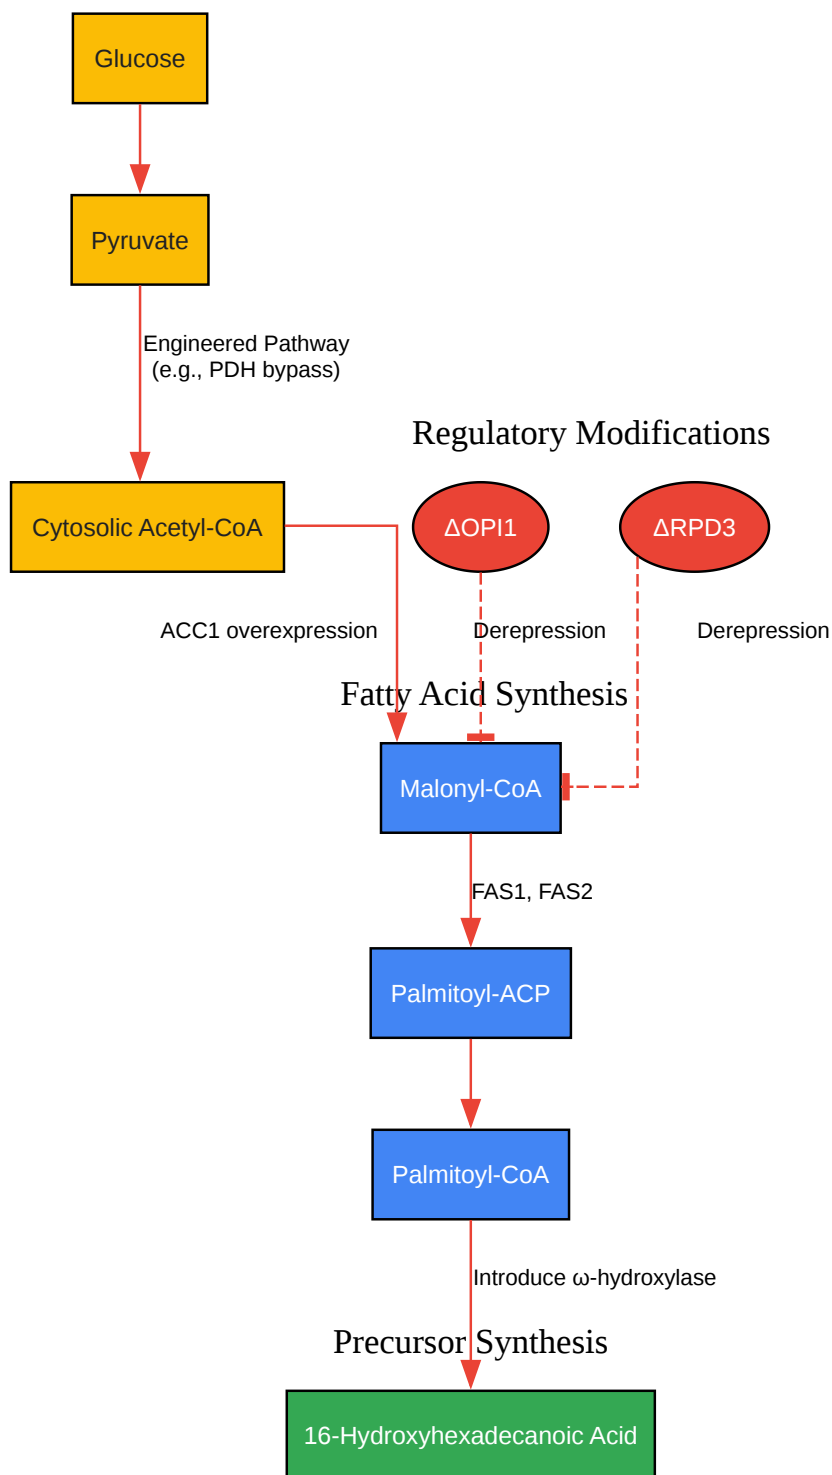 Glucose
Pyruvate
Engineered Pathway
(e.g., PDH bypass)
Regulatory Modifications
Cytosolic Acetyl-CoA
ΔOPI1
ΔRPD3
ACC1 overexpression
Derepression
Derepression
Fatty Acid Synthesis
Malonyl-CoA
FAS1, FAS2
Palmitoyl-ACP
Palmitoyl-CoA
Introduce ω-hydroxylase
Precursor Synthesis
16-Hydroxyhexadecanoic Acid